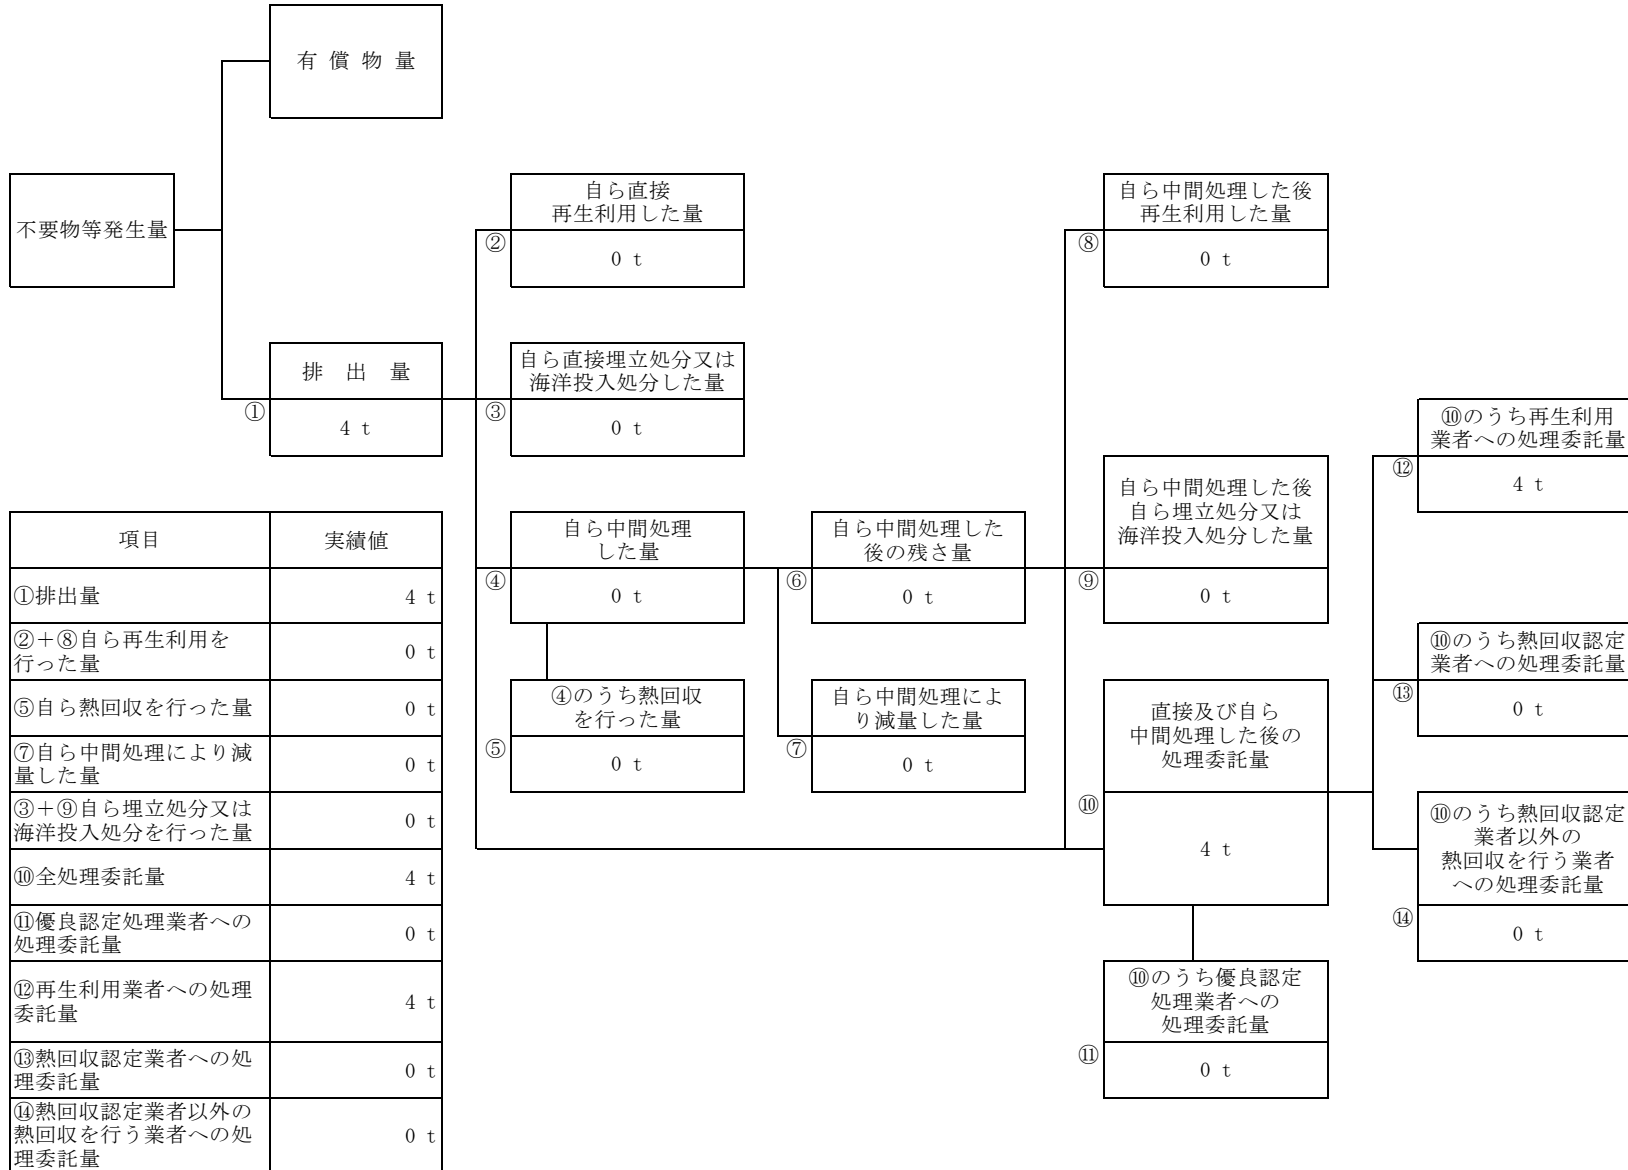 有 償 物 量
不要物等発生量
自ら直接
再生利用した量
②
0 t
自ら中間処理した後
再生利用した量
⑧
0 t
排 出 量
①
4 t
自ら直接埋立処分又は
海洋投入処分した量
③
0 t
⑩のうち再生利用
業者への処理委託量
⑫
4 t
自ら中間処理
した量
④
0 t
自ら中間処理した
後の残さ量
⑥
0 t
自ら中間処理した後
自ら埋立処分又は
海洋投入処分した量
⑨
0 t
⑩のうち熱回収認定
業者への処理委託量
⑬
0 t
④のうち熱回収
を行った量
⑤
0 t
自ら中間処理によ
り減量した量
⑦
0 t
直接及び自ら
中間処理した後の
処理委託量
⑩
4 t
⑩のうち熱回収認定
業者以外の
熱回収を行う業者
への処理委託量
⑭
0 t
⑩のうち優良認定
処理業者への
処理委託量
⑪
0 t
項目 実績値
①排出量 4 t
②＋⑧自ら再生利用を
行った量 0 t
⑤自ら熱回収を行った量 0 t
⑦自ら中間処理により減
量した量 0 t
③＋⑨自ら埋立処分又は
海洋投入処分を行った量 0 t
⑩全処理委託量 4 t
⑪優良認定処理業者への
処理委託量 0 t
⑫再生利用業者への処理
委託量 4 t
⑬熱回収認定業者への処
理委託量 0 t
⑭熱回収認定業者以外の
熱回収を行う業者への処
理委託量 0 t